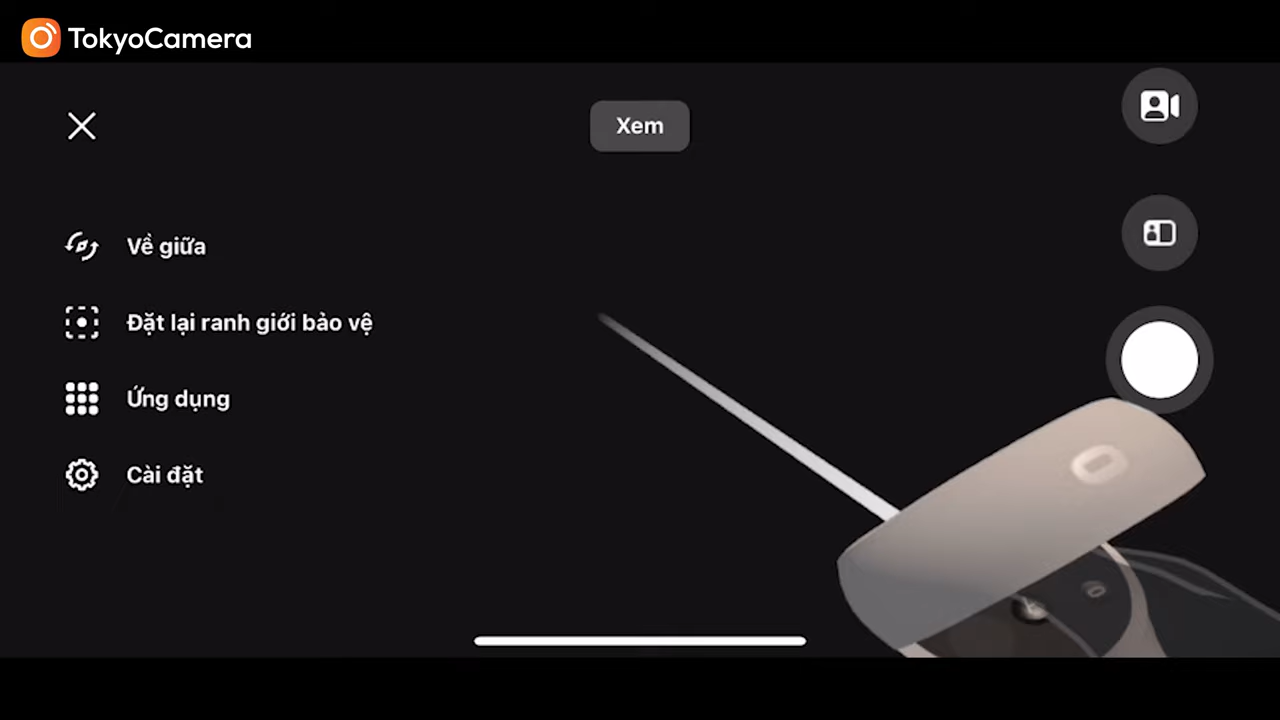 TokyoCamera
Xem
Về giữa
Đặt lại ranh giới bảo vệ
Ứng dụng
Cài đặt